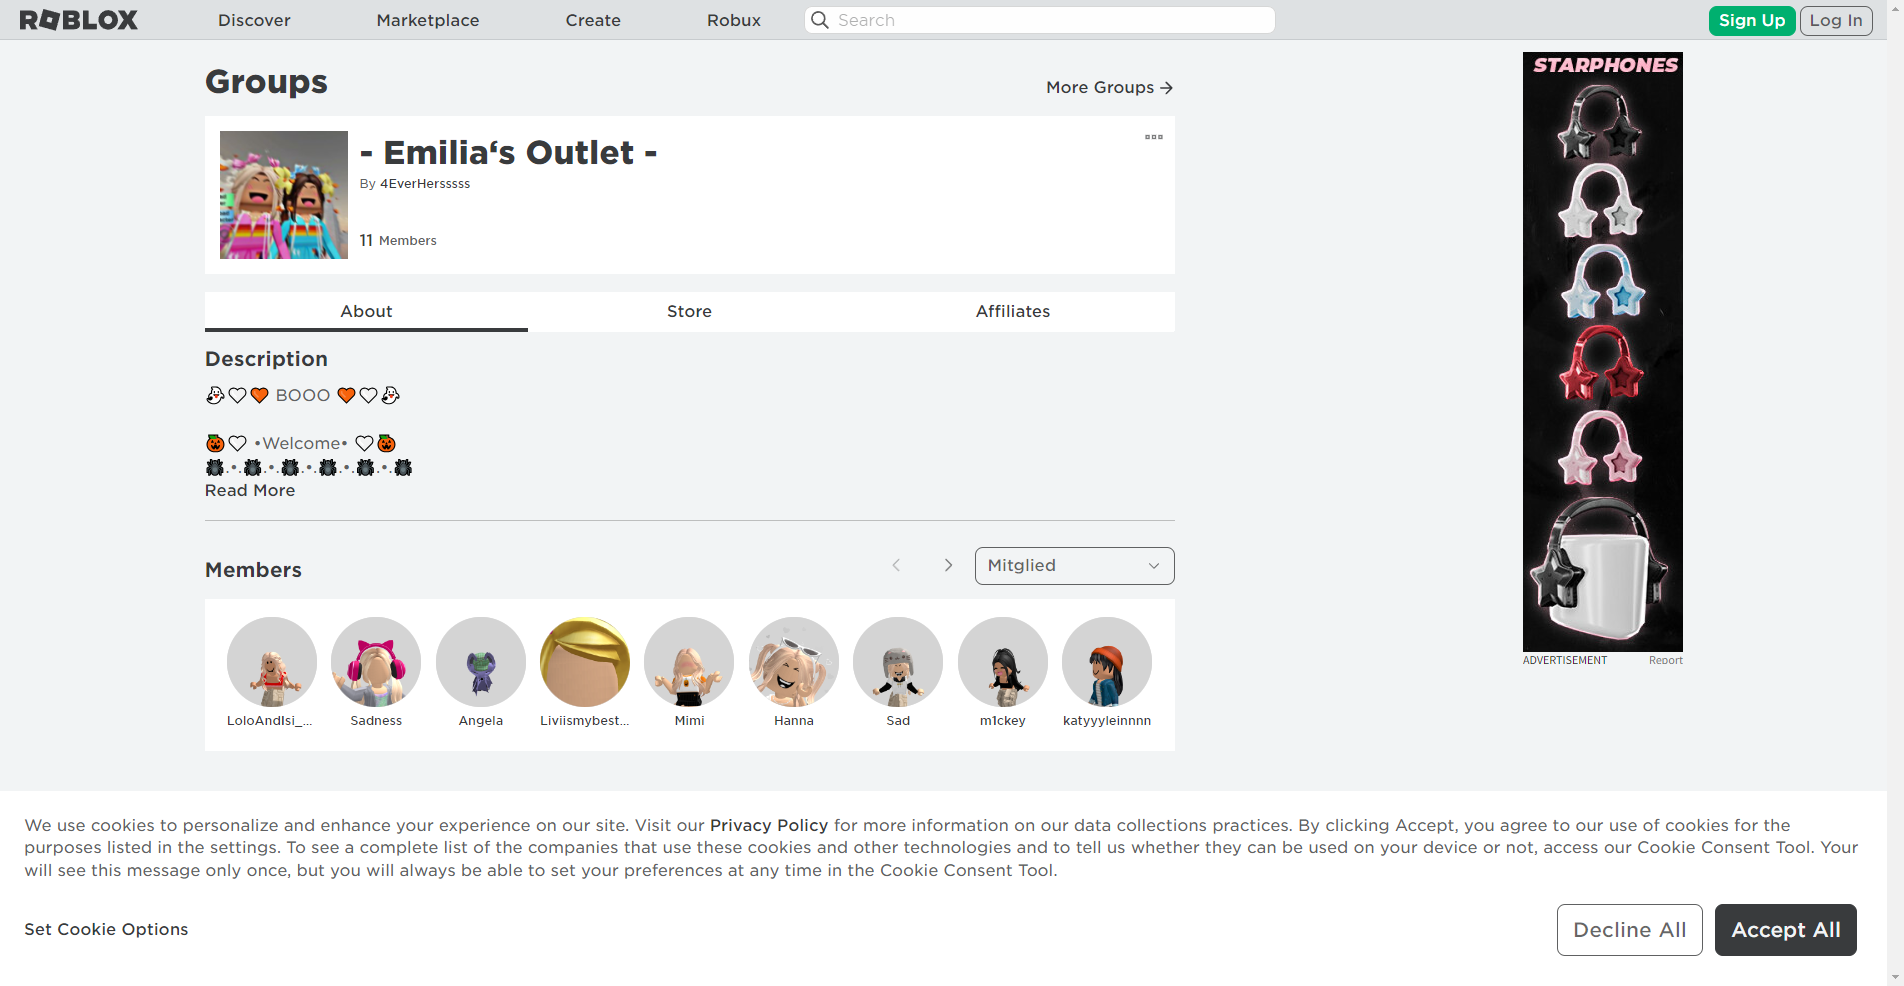 ROBLOX
Discover
Marketplace
Create
Robux
Search
Sign Up
Log In
Groups
More Groups →
- Emilia‘s Outlet -
By 4EverHersssss
11 Members
About
Store
Affiliates
Description
👻🤍🧡 BOOO 🧡🤍👻
🎃🤍 •Welcome• 🤍🎃
🕷.•.🕷.•.🕷.•.🕷.•.🕷.•.🕷
Read More
Members
Mitglied
LoloAndIsi_...
Sadness
Angela
Liviismybest...
Mimi
Hanna
Sad
m1ckey
katyyyleinnnn
STARPHONES
ADVERTISEMENT
Report
We use cookies to personalize and enhance your experience on our site. Visit our Privacy Policy for more information on our data collections practices. By clicking Accept, you agree to our use of cookies for the
purposes listed in the settings. To see a complete list of the companies that use these cookies and other technologies and to tell us whether they can be used on your device or not, access our Cookie Consent Tool. Your
will see this message only once, but you will always be able to set your preferences at any time in the Cookie Consent Tool.
Set Cookie Options
Decline All
Accept All